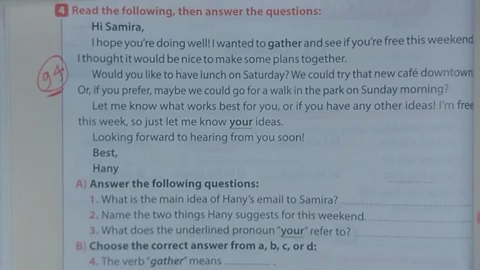 4 Read the following, then answer the questions:
Hi Samira,
I hope you're doing well! I wanted to gather and see if you're free this weekend
I thought it would be nice to make some plans together.
94
Would you like to have lunch on Saturday? We could try that new café downtown
Or, if you prefer, maybe we could go for a walk in the park on Sunday morning?
Let me know what works best for you, or if you have any other ideas! I'm free
this week, so just let me know your ideas.
Looking forward to hearing from you soon!
Best,
Hany
A) Answer the following questions:
1. What is the main idea of Hany's email to Samira?
2. Name the two things Hany suggests for this weekend.
3. What does the underlined pronoun "your" refer to?
B) Choose the correct answer from a, b, c, or d:
4. The verb "gather" means ________ .